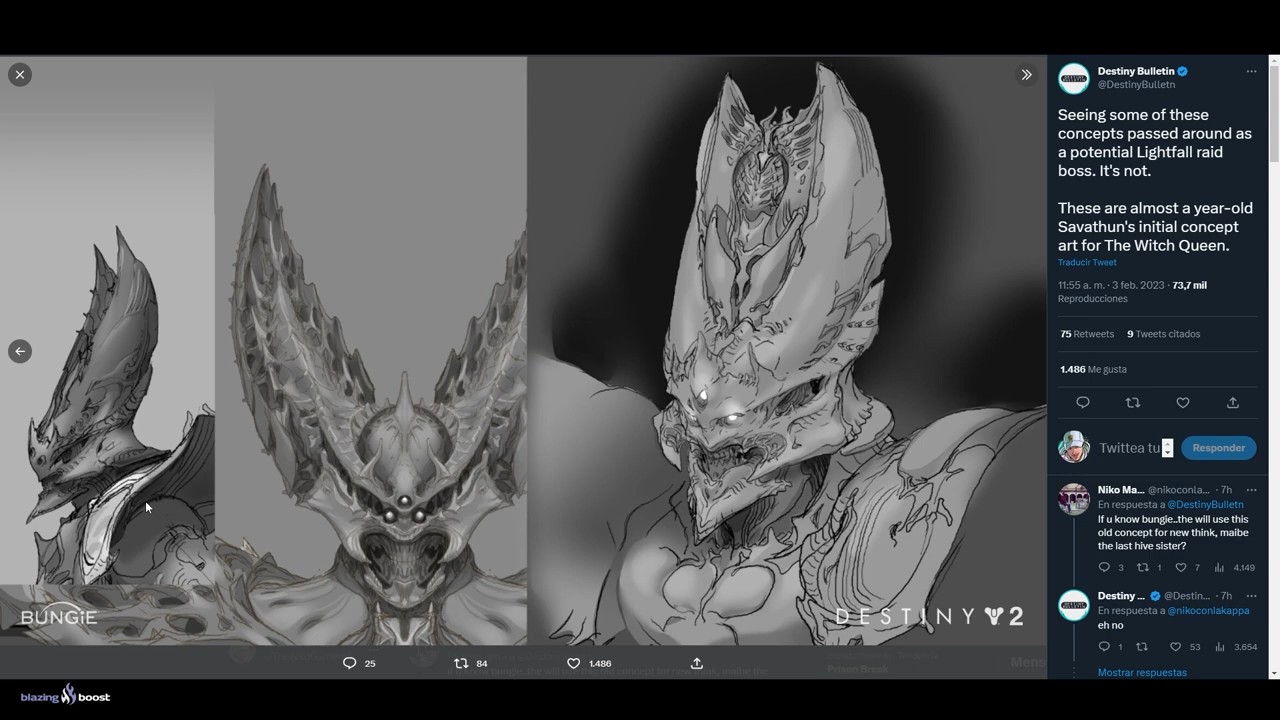 Destiny Bulletin
@DestinyBulletn
Seeing some of these
concepts passed around as
a potential Lightfall raid
boss. It's not.
These are almost a year-old
Savathun's initial concept
art for The Witch Queen.
Traducir Tweet
11:55 a. m. · 3 feb. 2023 · 73,7 mil
Reproducciones
75 Retweets 9 Tweets citados
1.486 Me gusta
Twittea tu
Responder
Niko Ma... @nikoconla... · 7h
En respuesta a @DestinyBulletn
If u know bungie..the will use this
old concept for new think, maibe
the last hive sister?
3 1 7 4.149
Destiny ... @Destin... · 7h
En respuesta a @nikoconlakappa
eh no
1 53 3.654
Mostrar respuestas
BUNGiE
DESTINY 2
25 84 1.486
blazing boost